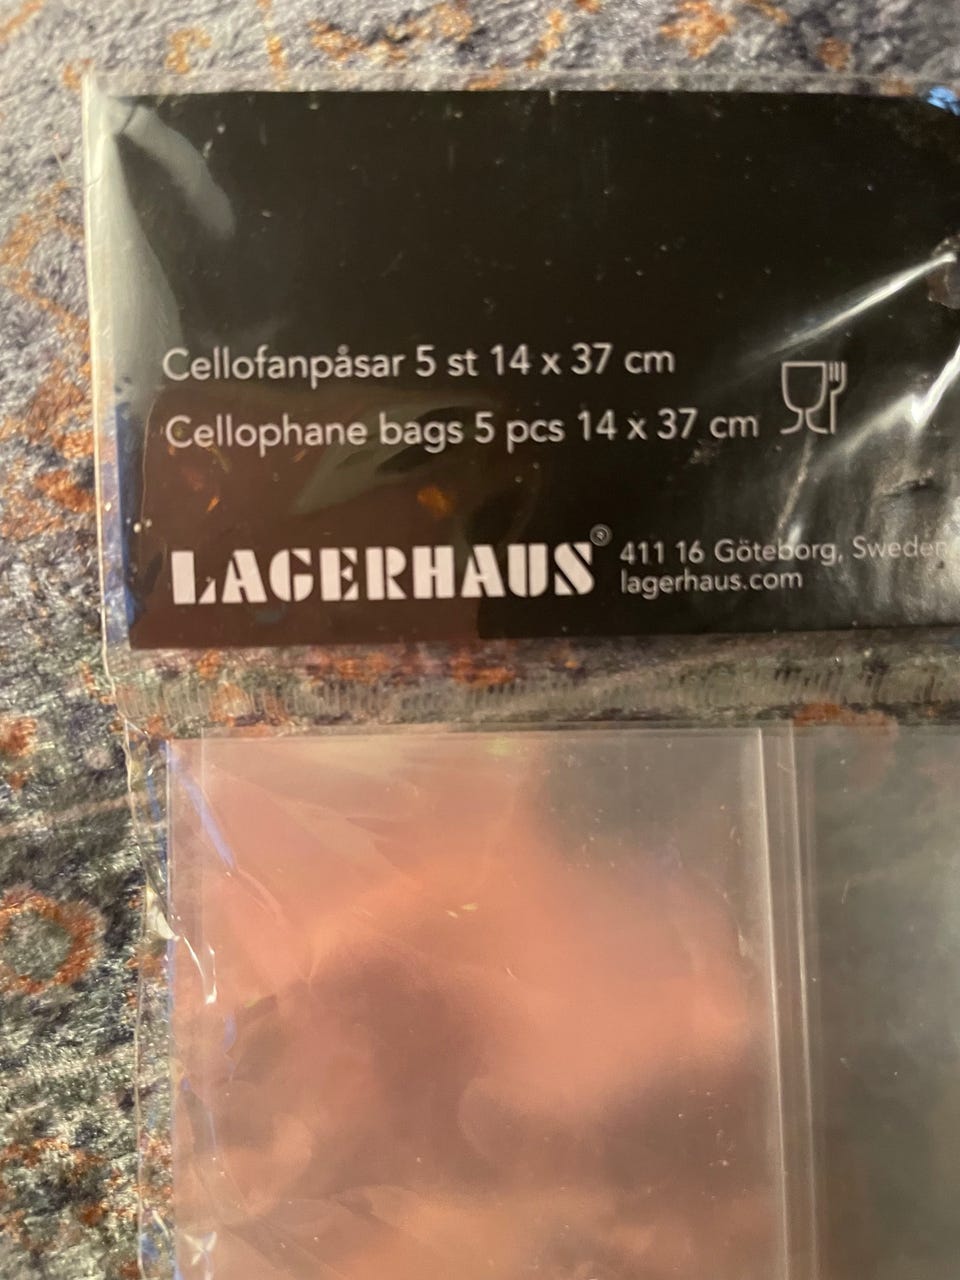 Cellofanpåsar 5 st 14 x 37 cm
Cellophane bags 5 pcs 14 x 37 cm
LAGERHAUS®
411 16 Göteborg, Sweden
lagerhaus.com